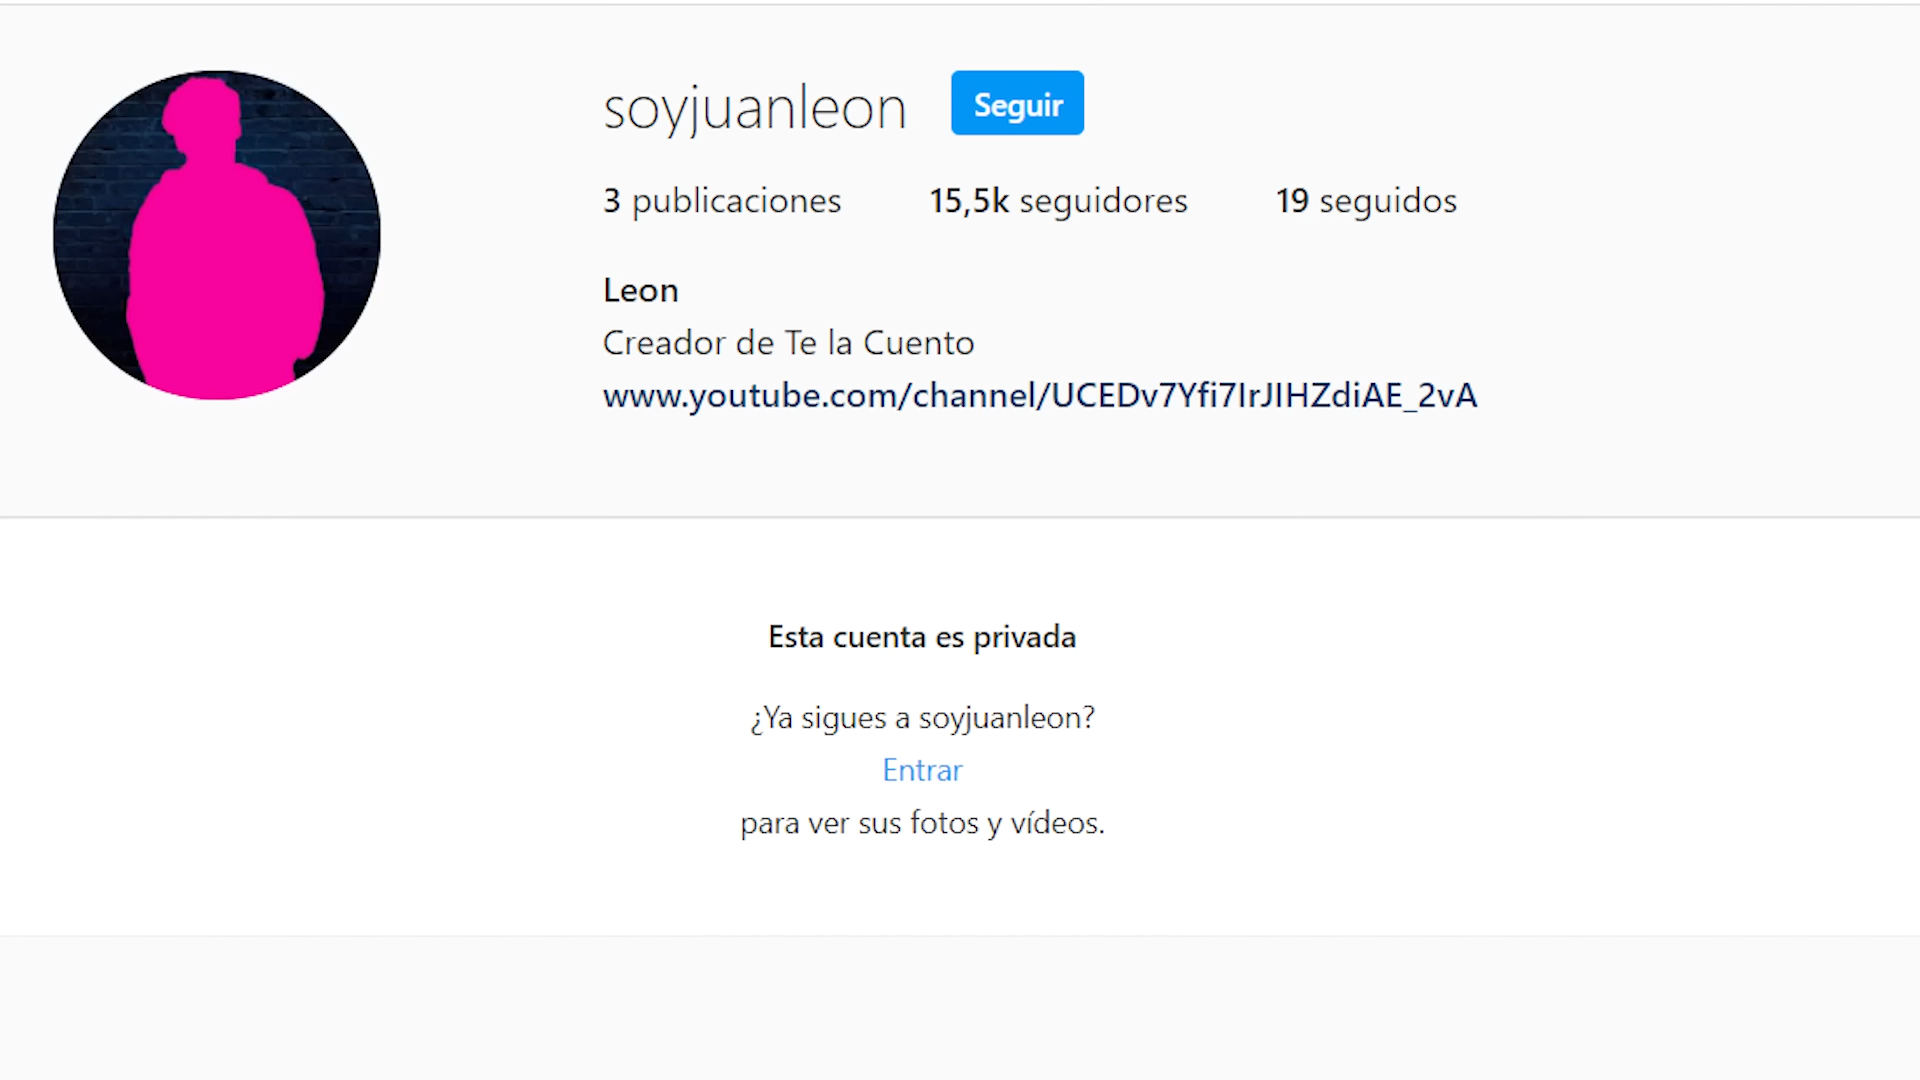 soyjuanleon Seguir
3 publicaciones 15,5k seguidores 19 seguidos
Leon
Creador de Te la Cuento
www.youtube.com/channel/UCEDv7Yfi7IrJIHZdiAE_2vA
Esta cuenta es privada
¿Ya sigues a soyjuanleon?
Entrar
para ver sus fotos y vídeos.